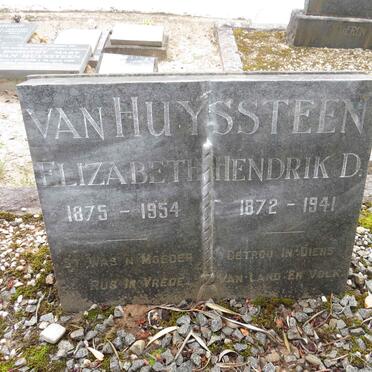 VAN HUYSSTEEN
ELIZABETH HENDRIK D.
1875 - 1954 1872 - 1941
WAS 'N MOEDER GETROU IN DIENS
RUS IN VREDE VAN LAND EN VOLK